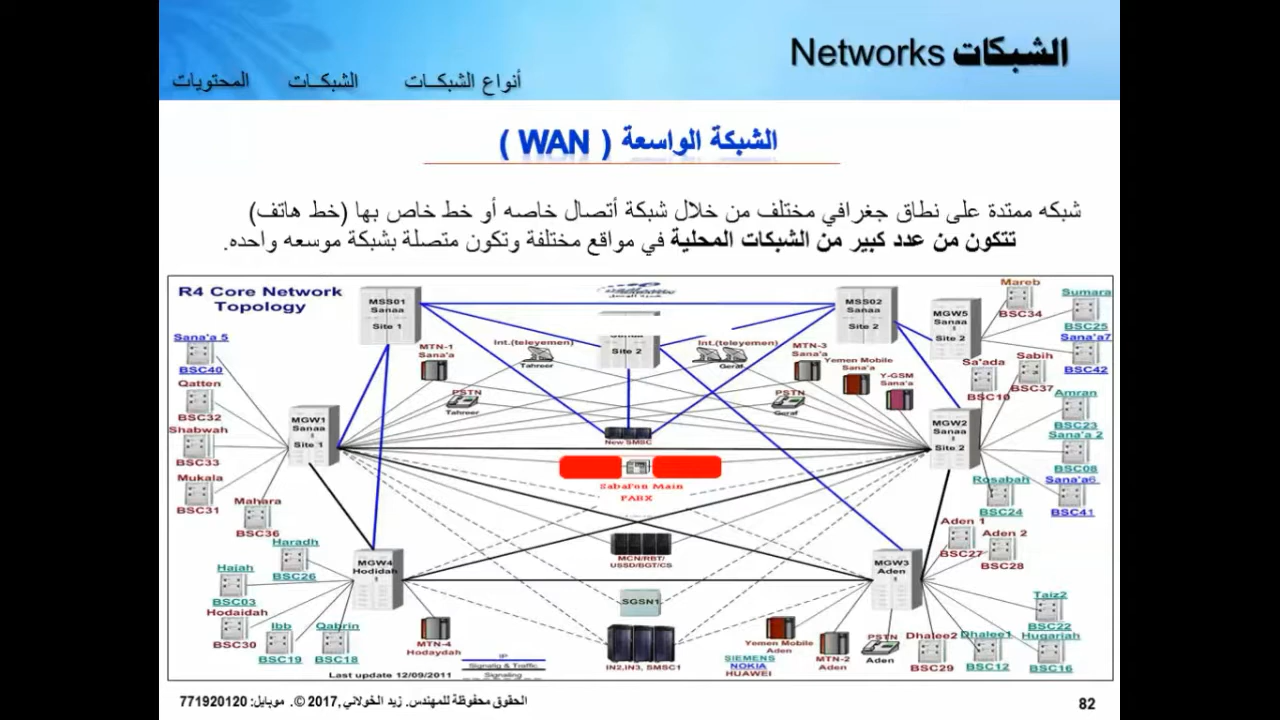 الشبكات Networks
أنواع الشبكــات
الشبكــات
المحتويات
الشبكة الواسعة ( WAN )
شبكه ممتدة على نطاق جغرافي مختلف من خلال شبكة أتصال خاصه أو خط خاص بها (خط هاتف)
تتكون من عدد كبير من الشبكات المحلية في مواقع مختلفة وتكون متصلة بشبكة موسعه واحده.
R4 Core Network
Topology
MSS01
Sanaa
Site 1
Site 2
MSS02
Sanaa
Site 2
MGW5
Sanaa
Site 2
Mareb
BSC34
Sumara
BSC25
Sana'a7
BSC42
Sana'a 5
BSC40
MTN-1
Sana'a
Int.(teleyemen)
Tahreer
Int.(teleyemen)
Geraf
MTN-3
Sana'a
Yemen Mobile
Sana'a
Y-GSM
Sana'a
Sa'ada
BSC10
Sabih
BSC37
Qatten
BSC32
PSTN
Tahreer
PSTN
Geraf
Amran
BSC23
Shabwah
BSC33
MGW1
Sanaa
Site 1
New SMSC
MGW2
Sanaa
Site 2
Sana'a 2
BSC08
Mukala
BSC31
Sabafon Main
PABX
Rosabah
BSC24
Sana'a6
BSC41
Mahara
BSC36
Aden 1
BSC27
Aden 2
BSC28
Haradh
BSC26
MGW4
Hodidah
1
MCN/RBT/
USSD/BGT/CS
MGW3
Aden
1
Hajah
BSC03
SGSN1
Taiz2
BSC22
Hodaidah
BSC30
Ibb
BSC19
Qabrin
BSC18
MTN-4
Hodaydah
IN2,IN3, SMSC1
Yemen Mobile
Aden
MTN-2
Aden
PSTN
Aden
Dhalee2
BSC29
Dhalee1
BSC12
Huqariah
BSC16
IP
Signalig & Traffic
Signaling
SIEMENS
NOKIA
HUAWEI
Last update 12/09/2011
الحقوق محفوظة للمهندس. زيد الخولاني ,2017 ©. موبايل: 771920120
82